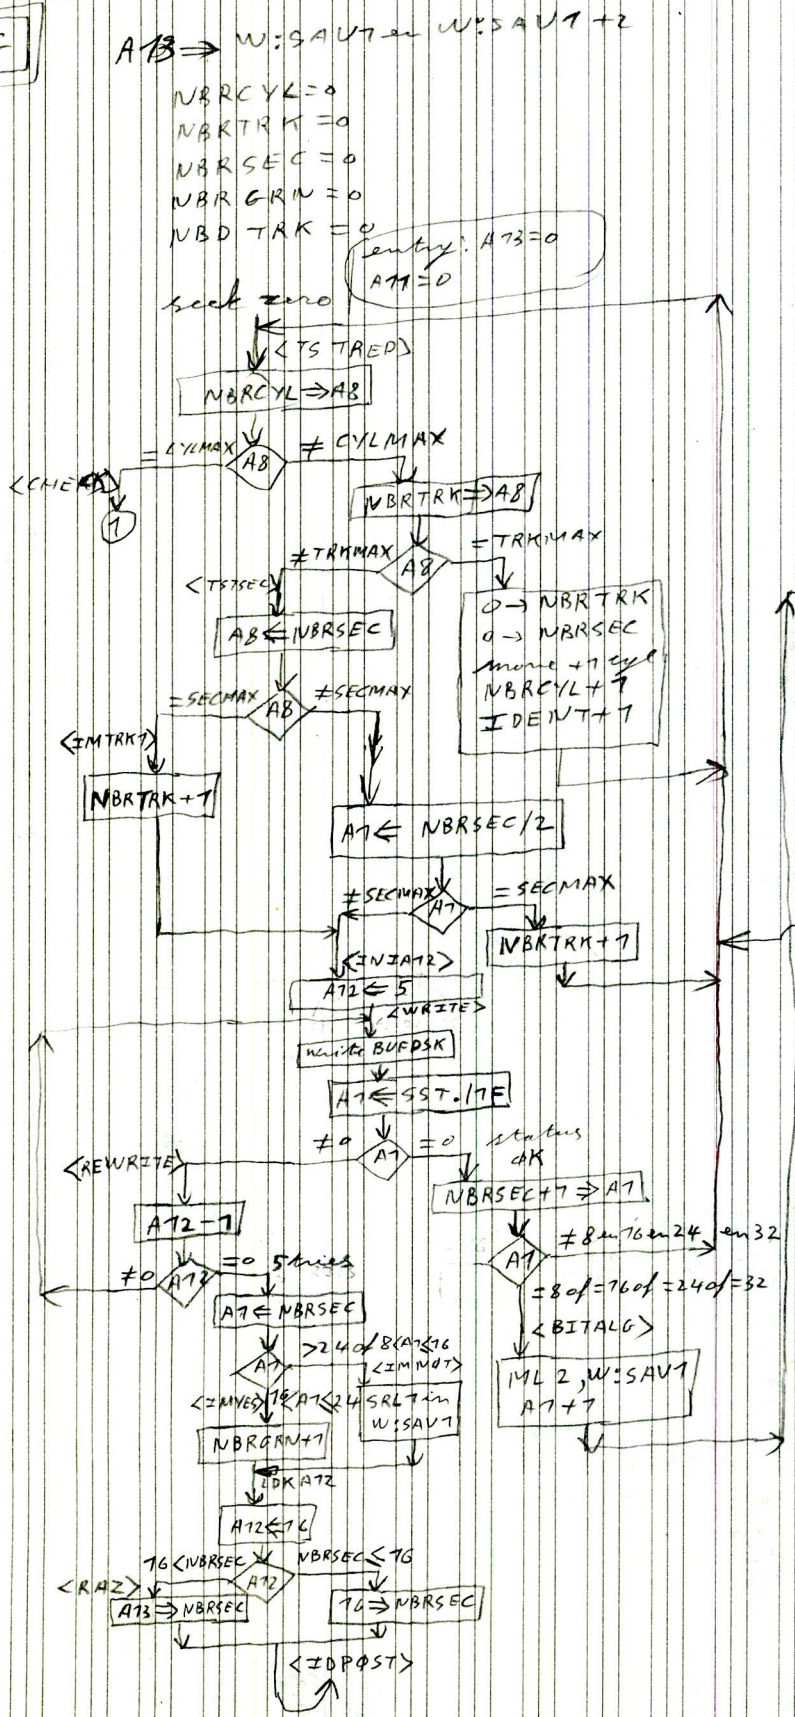 A13 ⇒ W:SAV1 en W:SAV1+2
NBRCYL=0
NBRTRK=0
NBRSEC=0
NBRGRN=0
NBDTRK=0
entry: A13=0
A11=0
seek zero
<TSTRED>
NBRCYL⇒A8
=CYLMAX
A8
≠CYLMAX
1
NBRTRK⇒A8
≠TRKMAX
A8
=TRKMAX
<TSTSEC>
A8⇐NBRSEC
0→NBRTRK
0→NBRSEC
move +1 cyl
NBRCYL+1
IDENT+1
=SECMAX
A8
≠SECMAX
<IMTRK1>
NBRTRK+1
A1⇐ NBRSEC/2
≠SECMAX
A1
=SECMAX
NBRTRK+1
<INIA12>
A12⇐5
<WRITE>
write BUFDSK
A1⇐SST./1F
≠0
A1
=0
status
OK
<REWRITE>
NBRSEC+1⇒A1
A12-1
A1
≠8 en 16 en 24 en 32
≠0
A12
=0 5 tries
=8 of =16 of =24 of =32
A1⇐NBRSEC
<BITALG>
A1
>24 of 8<A1≤16
<IMNOT>
ML 2,W:SAV1
A1+1
<IMYES>
16<A1≤24
SRL1 in
W:SAV1
NBRGRN+1
LDKA12
A12⇐16
16<NBRSEC
A12
NBRSEC≤16
<RAZ>
A13⇒NBRSEC
16⇒NBRSEC
<IDPOST>